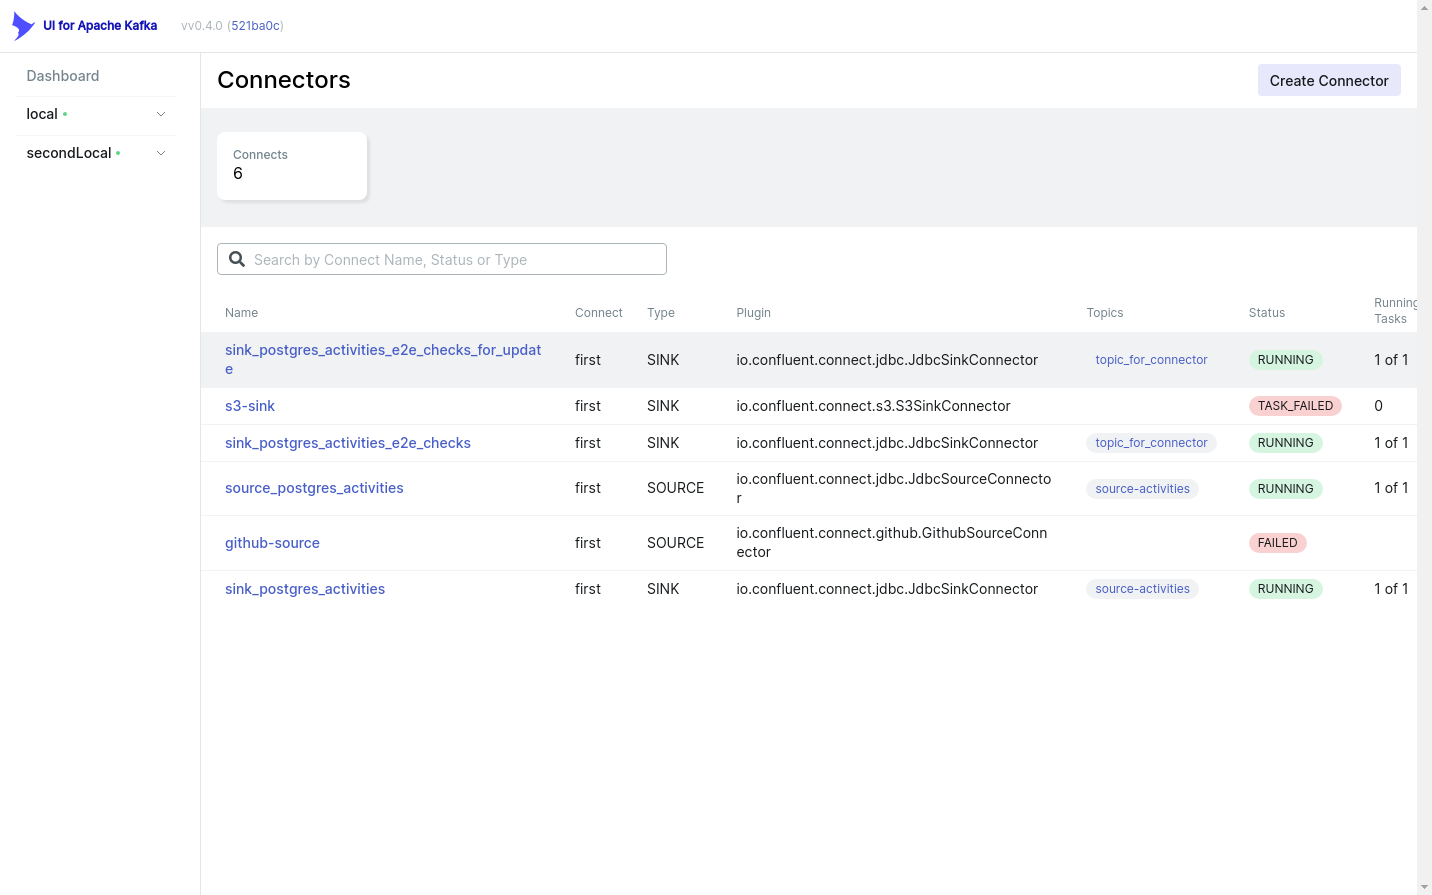 UI for Apache Kafka
vv0.4.0 (521ba0c)
Dashboard
local
secondLocal
Connectors
Create Connector
Connects
6
Search by Connect Name, Status or Type
Name Connect Type Plugin Topics Status Running
Tasks
sink_postgres_activities_e2e_checks_for_updat
e
first SINK io.confluent.connect.jdbc.JdbcSinkConnector topic_for_connector RUNNING 1 of 1
s3-sink first SINK io.confluent.connect.s3.S3SinkConnector TASK_FAILED 0
sink_postgres_activities_e2e_checks first SINK io.confluent.connect.jdbc.JdbcSinkConnector topic_for_connector RUNNING 1 of 1
source_postgres_activities first SOURCE io.confluent.connect.jdbc.JdbcSourceConnecto
r
source-activities RUNNING 1 of 1
github-source first SOURCE io.confluent.connect.github.GithubSourceConn
ector
FAILED
sink_postgres_activities first SINK io.confluent.connect.jdbc.JdbcSinkConnector source-activities RUNNING 1 of 1